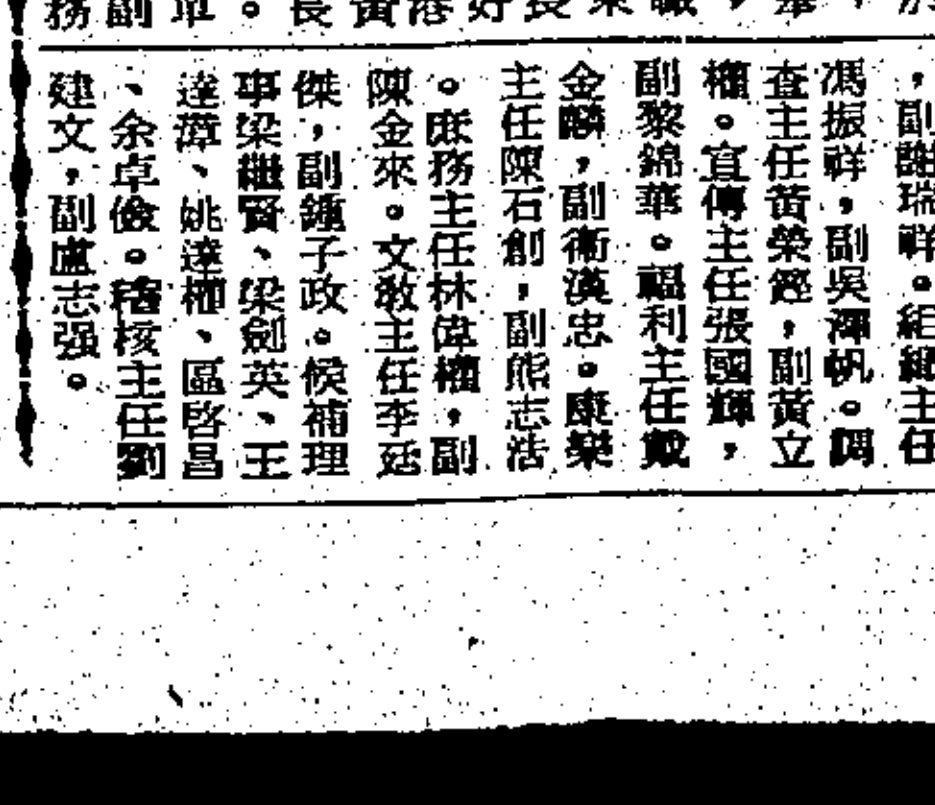 ，副謝瑞祥。組織主任
馮振祥，副吳澤帆。調
查主任黃榮鏗，副黃立
權。宣傳主任張國輝，
副黎錦華。福利主任戴
金麟，副衛漢忠。康樂
主任陳石創，副熊志浩
。庶務主任林偉權，副
陳金來。文教主任李廷
傑，副鍾子政。候補理
事梁繼賢、梁劍英、王
達濂、姚達權、區啓昌
、余卓儉。稽核主任劉
建文，副盧志强。